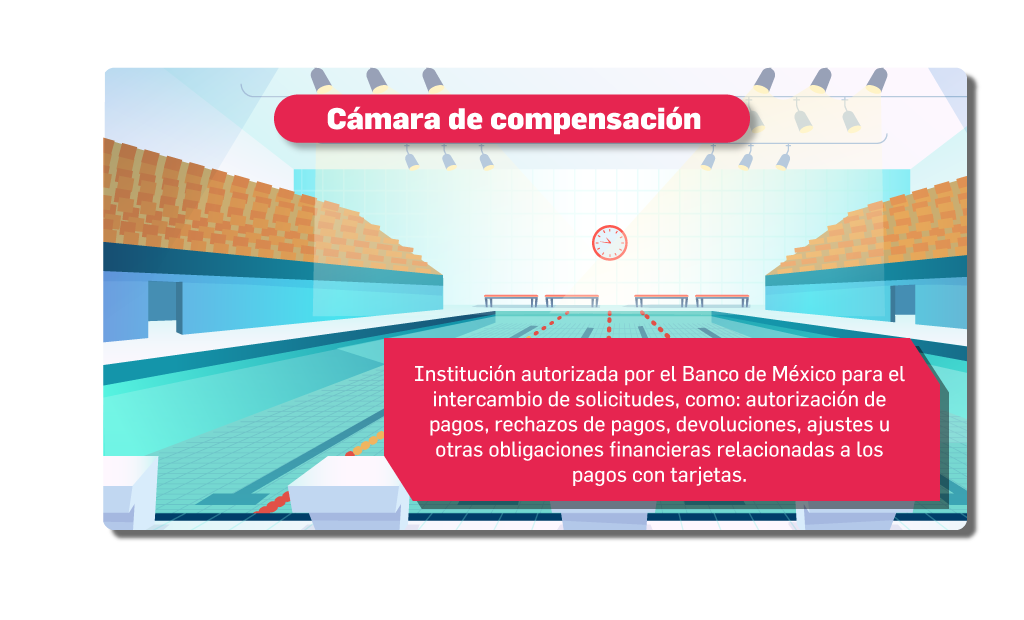 Cámara de compensación
Institución autorizada por el Banco de México para el
intercambio de solicitudes, como: autorización de
pagos, rechazos de pagos, devoluciones, ajustes u
otras obligaciones financieras relacionadas a los
pagos con tarjetas.